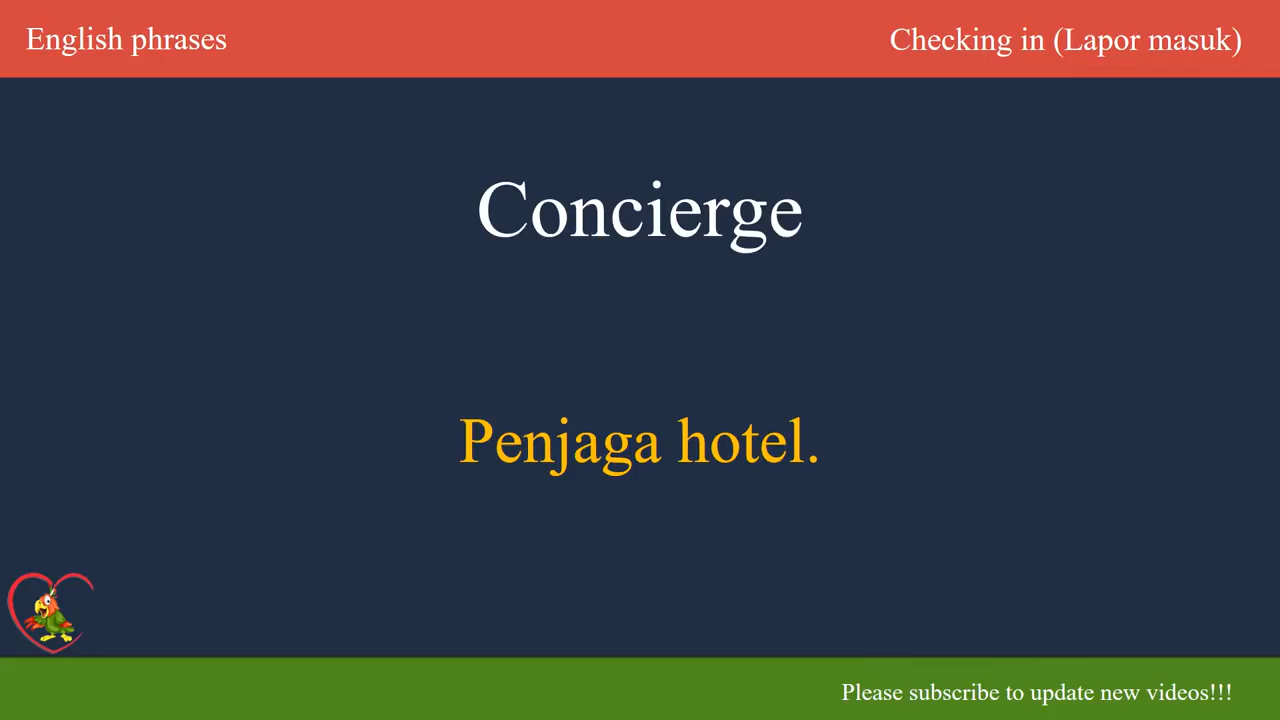 English phrases
Checking in (Lapor masuk)
Concierge
Penjaga hotel.
Please subscribe to update new videos!!!